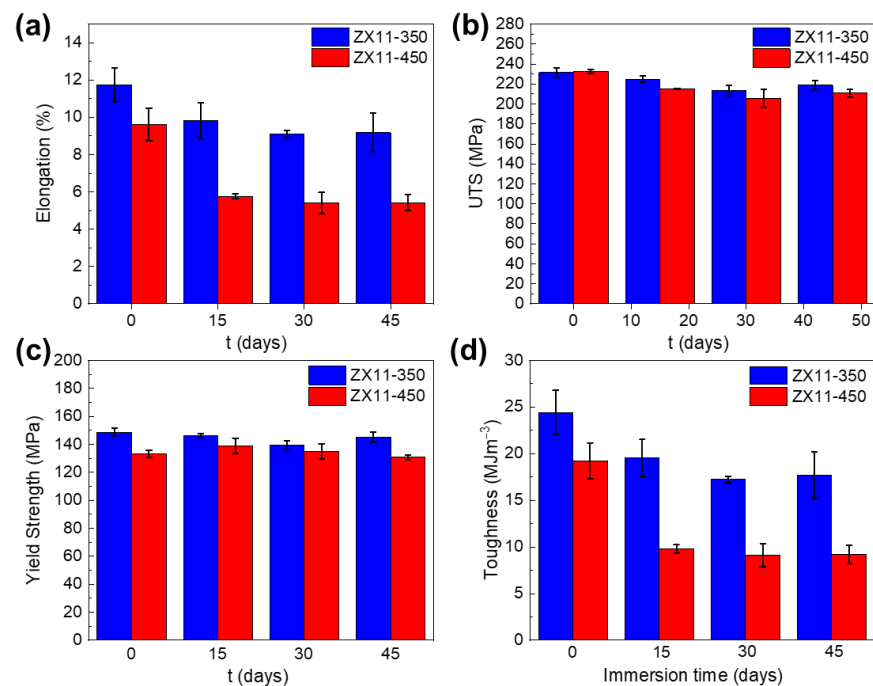 (a)
ZX11-350
ZX11-450
14
12
10
8
6
4
2
0
Elongation (%)
0 15 30 45
t (days)
(b)
ZX11-350
ZX11-450
280
260
240
220
200
180
160
140
120
100
80
60
40
20
0
UTS (MPa)
0 10 20 30 40 50
t (days)
(c)
ZX11-350
ZX11-450
200
180
160
140
120
100
80
60
40
20
0
Yield Strength (MPa)
0 15 30 45
t (days)
(d)
ZX11-350
ZX11-450
30
25
20
15
10
5
0
Toughness (MJm⁻³)
0 15 30 45
Immersion time (days)